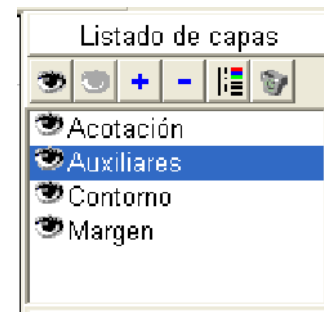 Listado de capas
Acotación
Auxiliares
Contorno
Margen